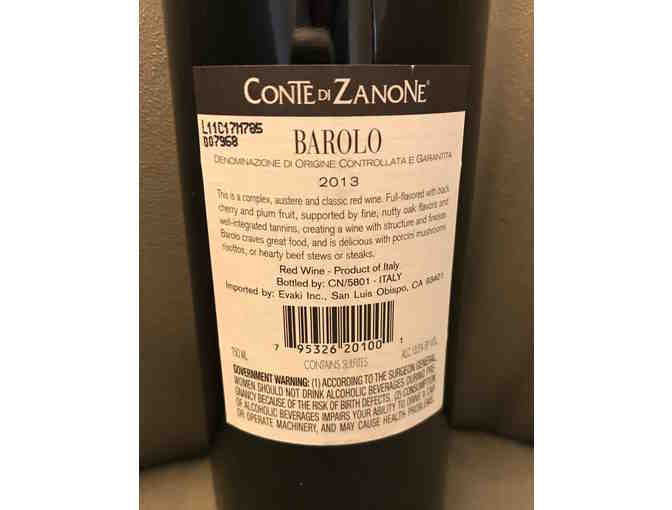 CONTE DI ZANONE®
L11C17M705
007968
BAROLO
DENOMINAZIONE DI ORIGINE CONTROLLATA E GARANTITA
2013
This is a complex, austere and classic red wine. Full-flavored with black
cherry and plum fruit, supported by fine, nutty oak flavors and
well-integrated tannins, creating a wine with structure and finesse.
Barolo craves great food, and is delicious with porcini mushrooms,
risottos, or hearty beef stews or steaks.
Red Wine - Product of Italy
Bottled by: CN/5801 - ITALY
Imported by: Evaki Inc., San Luis Obispo, CA 93401
7 95326 20100 1
750 ML
CONTAINS SULFITES
ALC. 13.5% BY VOL.
GOVERNMENT WARNING: (1) ACCORDING TO THE SURGEON GENERAL,
WOMEN SHOULD NOT DRINK ALCOHOLIC BEVERAGES DURING PRE-
GNANCY BECAUSE OF THE RISK OF BIRTH DEFECTS. (2) CONSUMPTION
OF ALCOHOLIC BEVERAGES IMPAIRS YOUR ABILITY TO DRIVE A CAR
OR OPERATE MACHINERY, AND MAY CAUSE HEALTH PROBLEMS.